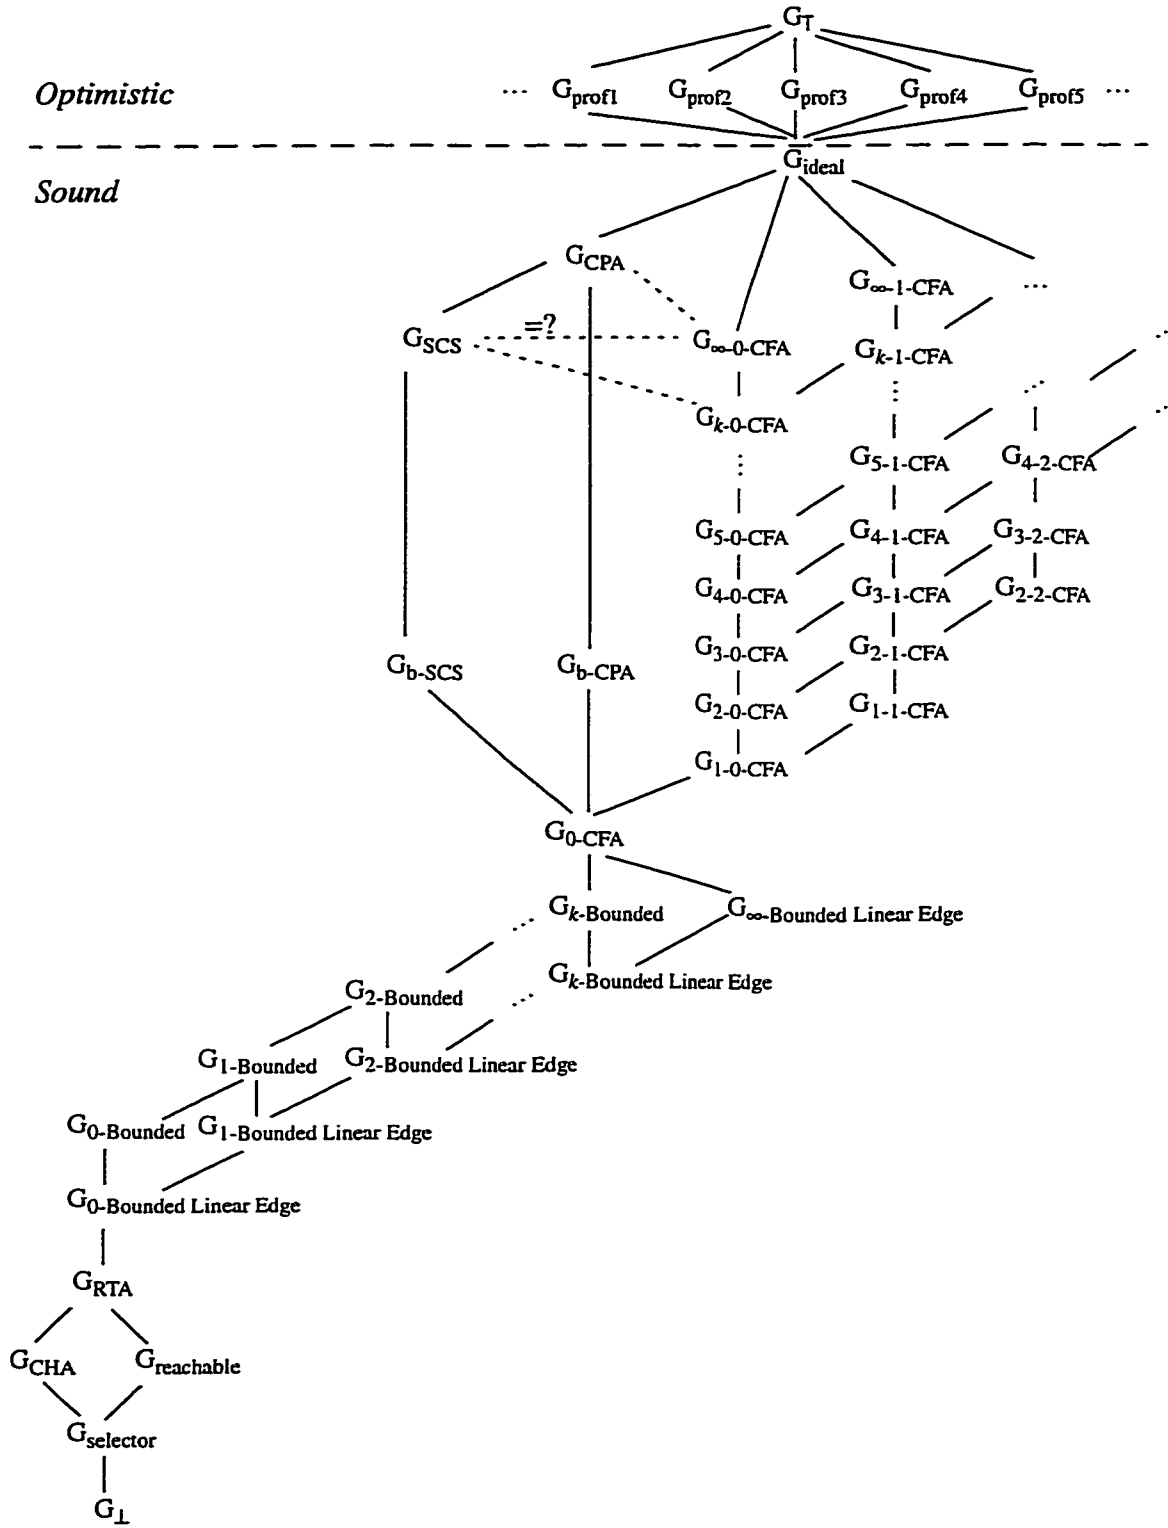 G⊤
Optimistic
... Gprof1 Gprof2 Gprof3 Gprof4 Gprof5 ...
Gideal
Sound
GCPA
G∞-1-CFA ...
GSCS =? G∞-0-CFA Gk-1-CFA
Gk-0-CFA
G5-1-CFA G4-2-CFA
G5-0-CFA G4-1-CFA G3-2-CFA
G4-0-CFA G3-1-CFA G2-2-CFA
Gb-SCS Gb-CPA G3-0-CFA G2-1-CFA
G2-0-CFA G1-1-CFA
G1-0-CFA
G0-CFA
... Gk-Bounded G∞-Bounded Linear Edge
Gk-Bounded Linear Edge
G2-Bounded ...
G1-Bounded G2-Bounded Linear Edge
G0-Bounded G1-Bounded Linear Edge
G0-Bounded Linear Edge
GRTA
GCHA Greachable
Gselector
G⊥